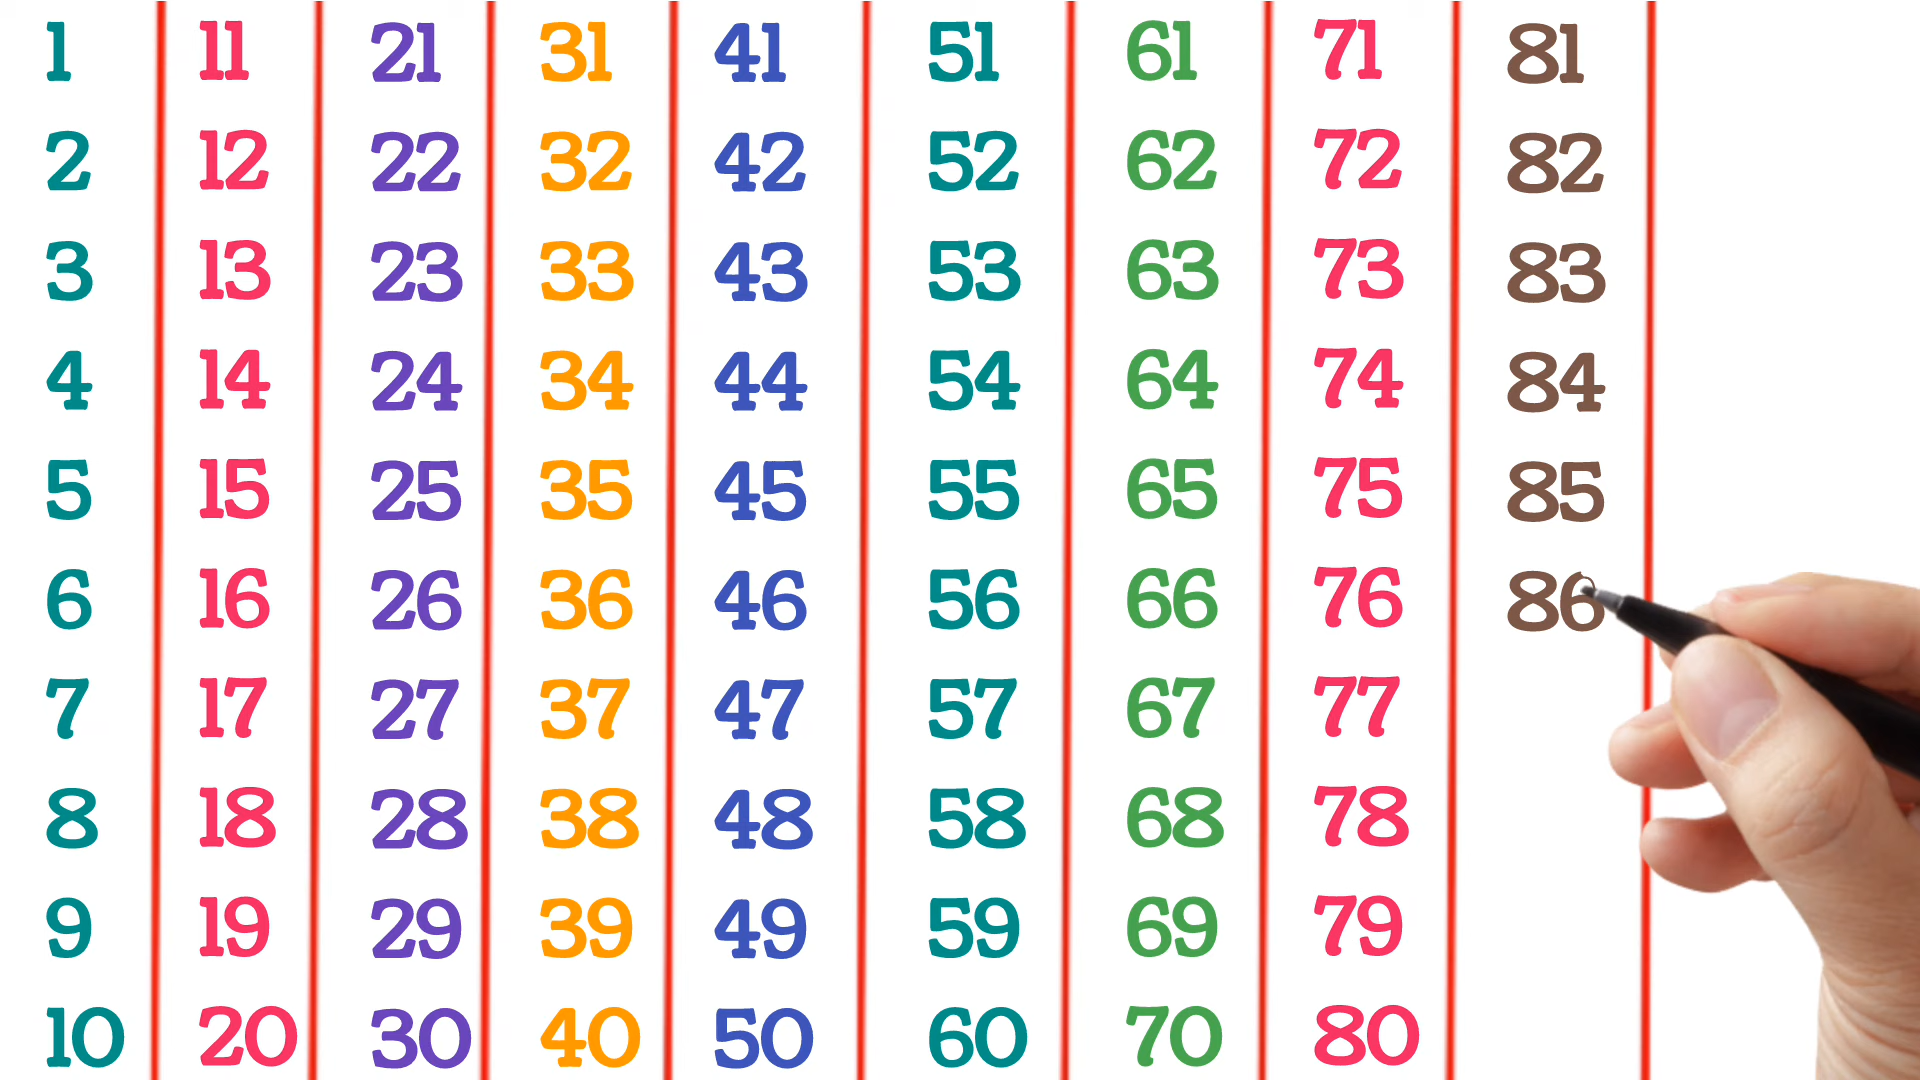 1 11 21 31 41 51 61 71 81
2 12 22 32 42 52 62 72 82
3 13 23 33 43 53 63 73 83
4 14 24 34 44 54 64 74 84
5 15 25 35 45 55 65 75 85
6 16 26 36 46 56 66 76 86
7 17 27 37 47 57 67 77
8 18 28 38 48 58 68 78
9 19 29 39 49 59 69 79
10 20 30 40 50 60 70 80